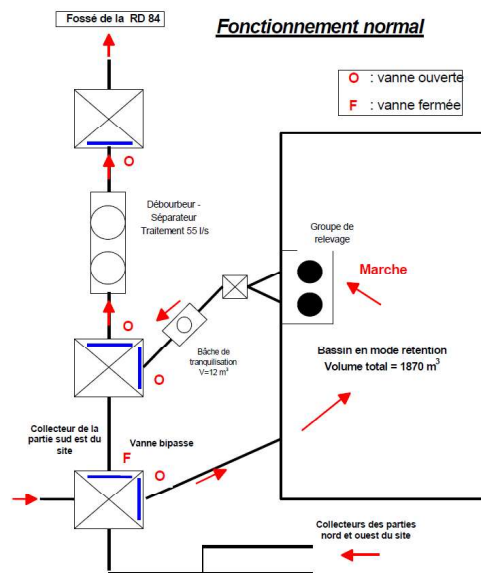 Fossé de la RD 84
Fonctionnement normal
O : vanne ouverte
F : vanne fermée
O
Débourbeur -
Séparateur
Traitement 55 l/s
Groupe de
relevage
Marche
O
O
Bâche de
tranquilisation
V=12 m³
Bassin en mode rétention
Volume total = 1870 m³
Collecteur de la
partie sud est du
site
Vanne bipasse
F
O
Collecteurs des parties
nord et ouest du site